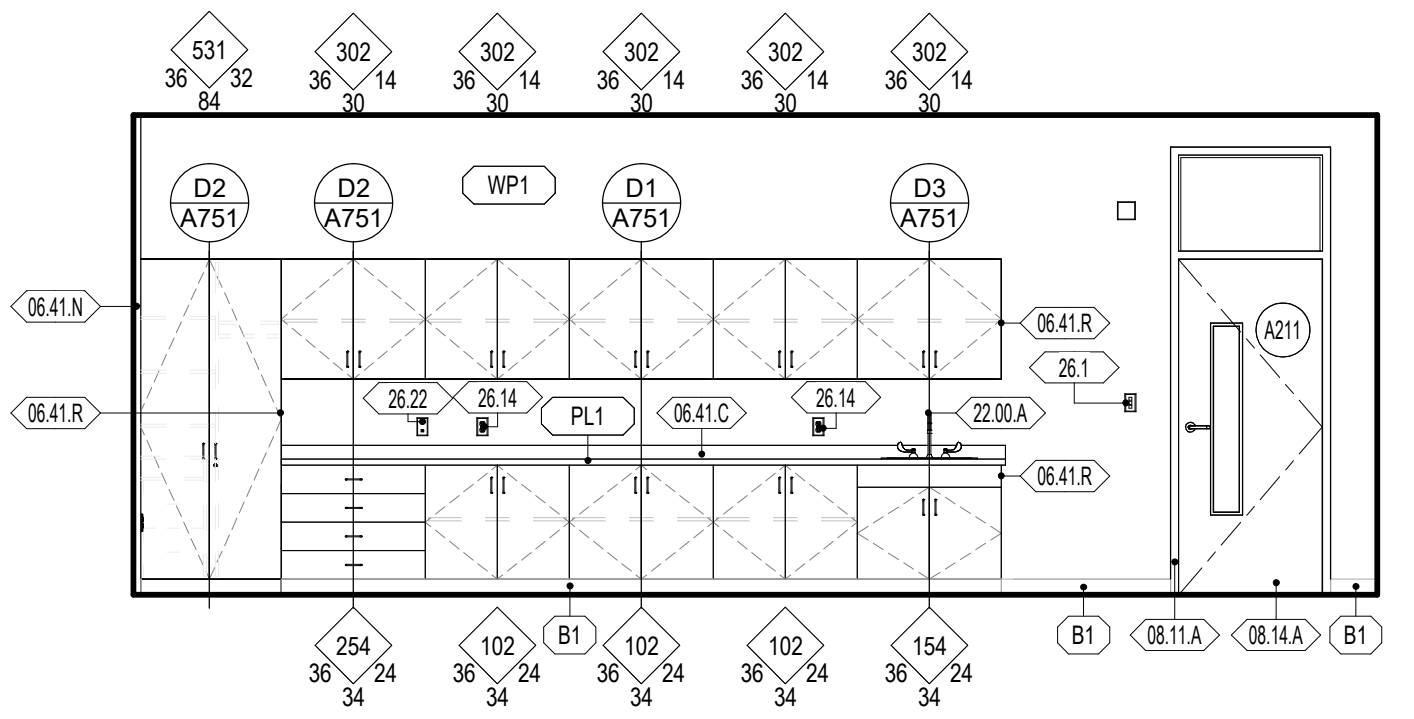 531 302 302 302 302 302
36 32 36 14 36 14 36 14 36 14 36 14
84 30 30 30 30 30
D2 D2 WP1 D1 D3
A751 A751 A751 A751
06.41.N 06.41.R A211
26.1
06.41.R 26.22 26.14 PL1 06.41.C 26.14 22.00.A
06.41.R
254 102 B1 102 102 154 B1 08.11.A 08.14.A B1
36 24 36 24 36 24 36 24 36 24
34 34 34 34 34